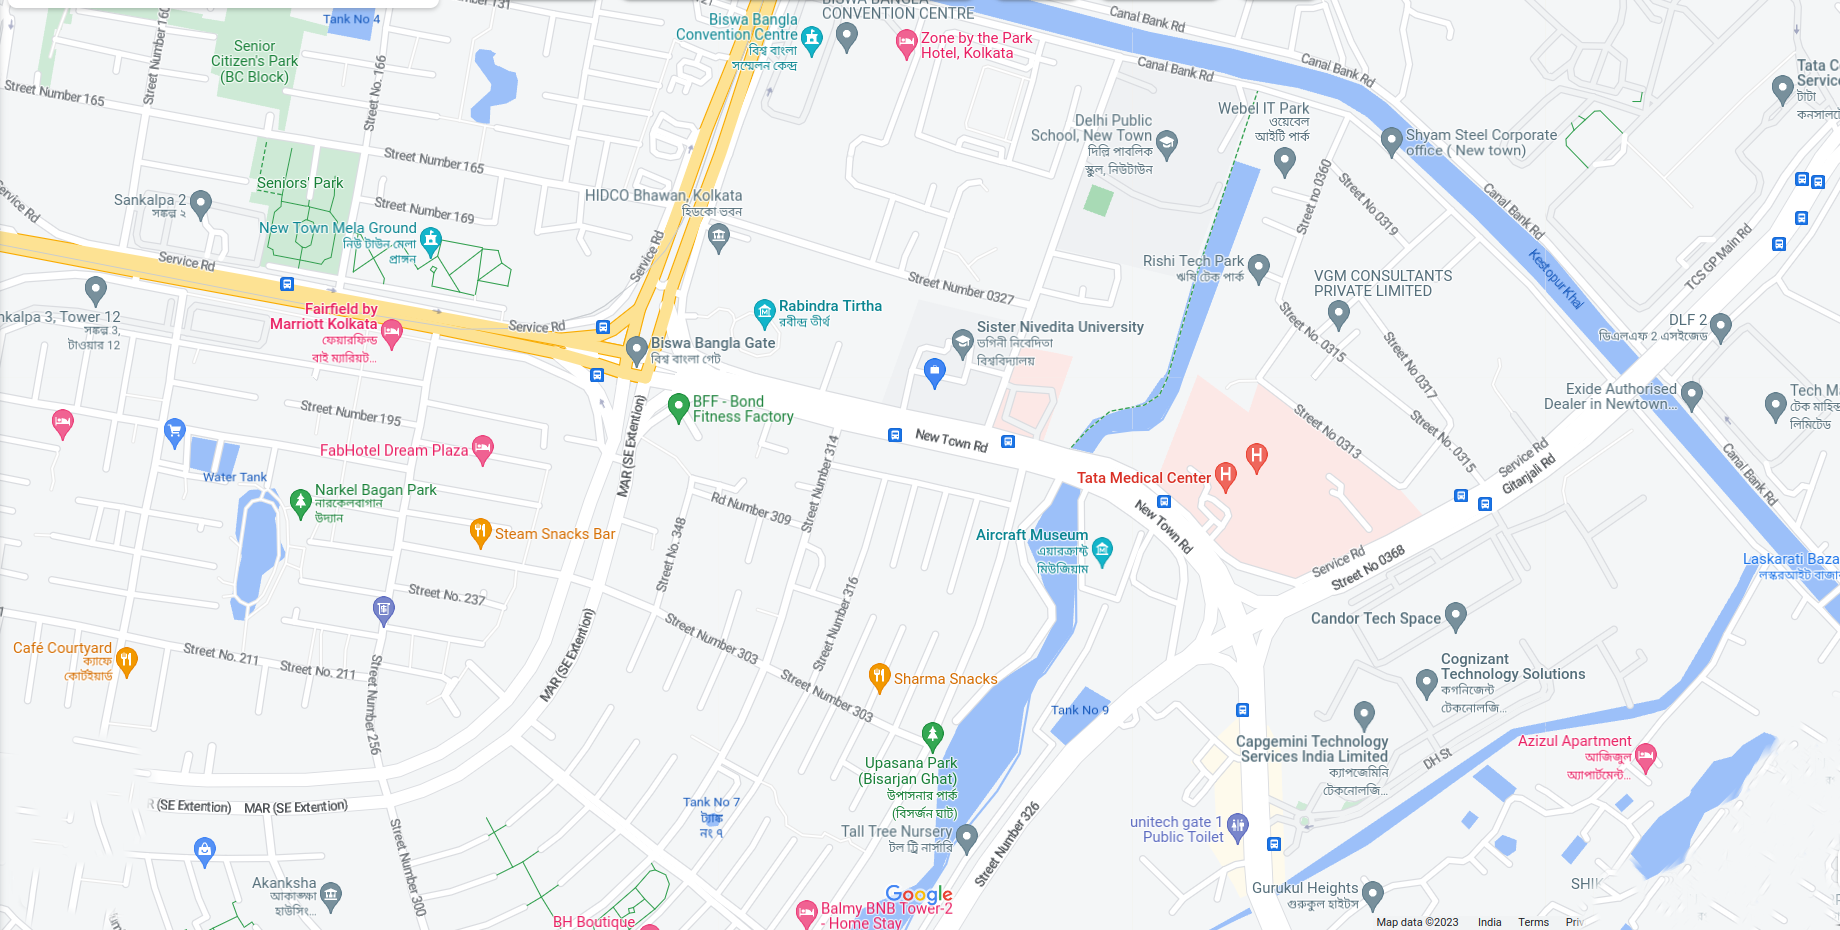 Tank No 4
Street Number 160
Street No. 166
131
127
Senior
Citizen's Park
(BC Block)
Street Number 165
Street Number 165
Biswa Bangla
Convention Centre
বিশ্ব বাংলা
সম্মেলন কেন্দ্র
BISWA BANGLA
CONVENTION CENTRE
Zone by the Park
Hotel, Kolkata
Canal Bank Rd
Canal Bank Rd
Canal Bank Rd
Tata
Service
টাটা
Webel IT Park
ওয়েবেল
আইটি পার্ক
Shyam Steel Corporate
office ( New town)
Delhi Public
School, New Town
দিল্লি পাবলিক
স্কুল, নিউটাউন
Seniors' Park
Sankalpa 2
সঙ্কল্প ২
Service Rd
Street Number 169
New Town Mela Ground
নিউ টাউন মেলা
প্রাঙ্গন
HIDCO Bhawan, Kolkata
হিডকো ভবন
Service Rd
Service Rd
Street no 0360
Street No 0319
Canal Bank Rd
Kestopur Khal
TCS GP Main Rd
Rishi Tech Park
ঋষি টেক পার্ক
VGM CONSULTANTS
PRIVATE LIMITED
Street Number 0327
nkalpa 3, Tower 12
সঙ্কল্প 3,
টাওয়ার 12
Fairfield by
Marriott Kolkata
ফেয়ারফিল্ড
বাই ম্যারিয়ট...
Service Rd
Rabindra Tirtha
রবীন্দ্র তীর্থ
Biswa Bangla Gate
বিশ্ব বাংলা গেট
Sister Nivedita University
ভগিনী নিবেদিতা
বিশ্ববিদ্যালয়
Street No. 0315
Street No 0317
DLF 2
ডিএলএফ 2 এসইজেড
Exide Authorised
Dealer in Newtown...
Tech Ma
টেক মাহিন্দ্র
লিমিটেড
Street Number 195
BFF - Bond
Fitness Factory
MAR (SE Extention)
New Town Rd
Street No 0313
Street No. 0315
Service Rd
Gitanjali Rd
Canal Bank Rd
FabHotel Dream Plaza
Water Tank
Narkel Bagan Park
নারকেলবাগান
উদ্যান
Steam Snacks Bar
Rd Number 309
Street Number 314
Tata Medical Center
New Town Rd
Aircraft Museum
এয়ারক্রাফ্ট
মিউজিয়াম
Service Rd
Street No 0368
Laskarati Baza
লস্করআইট বাজার
Street No. 348
Street No. 237
Street Number 316
Street Number 303
Street Number 303
Candor Tech Space
Cognizant
Technology Solutions
কগনিজেন্ট
টেকনোলজি...
Café Courtyard
ক্যাফে
কোর্টইয়ার্ড
Street No. 211
Street No. 211
Street Number 256
MAR (SE Extention)
Sharma Snacks
Tank No 9
Capgemini Technology
Services India Limited
ক্যাপজেমিনি
টেকনোলজি...
DH St
Azizul Apartment
আজিজুল
অ্যাপার্টমেন্ট...
Upasana Park
(Bisarjan Ghat)
উপাসনার পার্ক
(বিসর্জন ঘাট)
Tank No 7
ট্যাঙ্ক
নং ৭
R (SE Extention)
MAR (SE Extention)
Tall Tree Nursery
টল ট্রি নার্সারি
Street Number 326
unitech gate 1
Public Toilet
Street Number 300
Akanksha
আকাঙ্ক্ষা
হাউসিং...
BH Boutique
Balmy BNB Tower-2
- Home Stay
Google
Gurukul Heights
গুরুকুল হাইটস
SHI
Map data ©2023
India
Terms
Priv